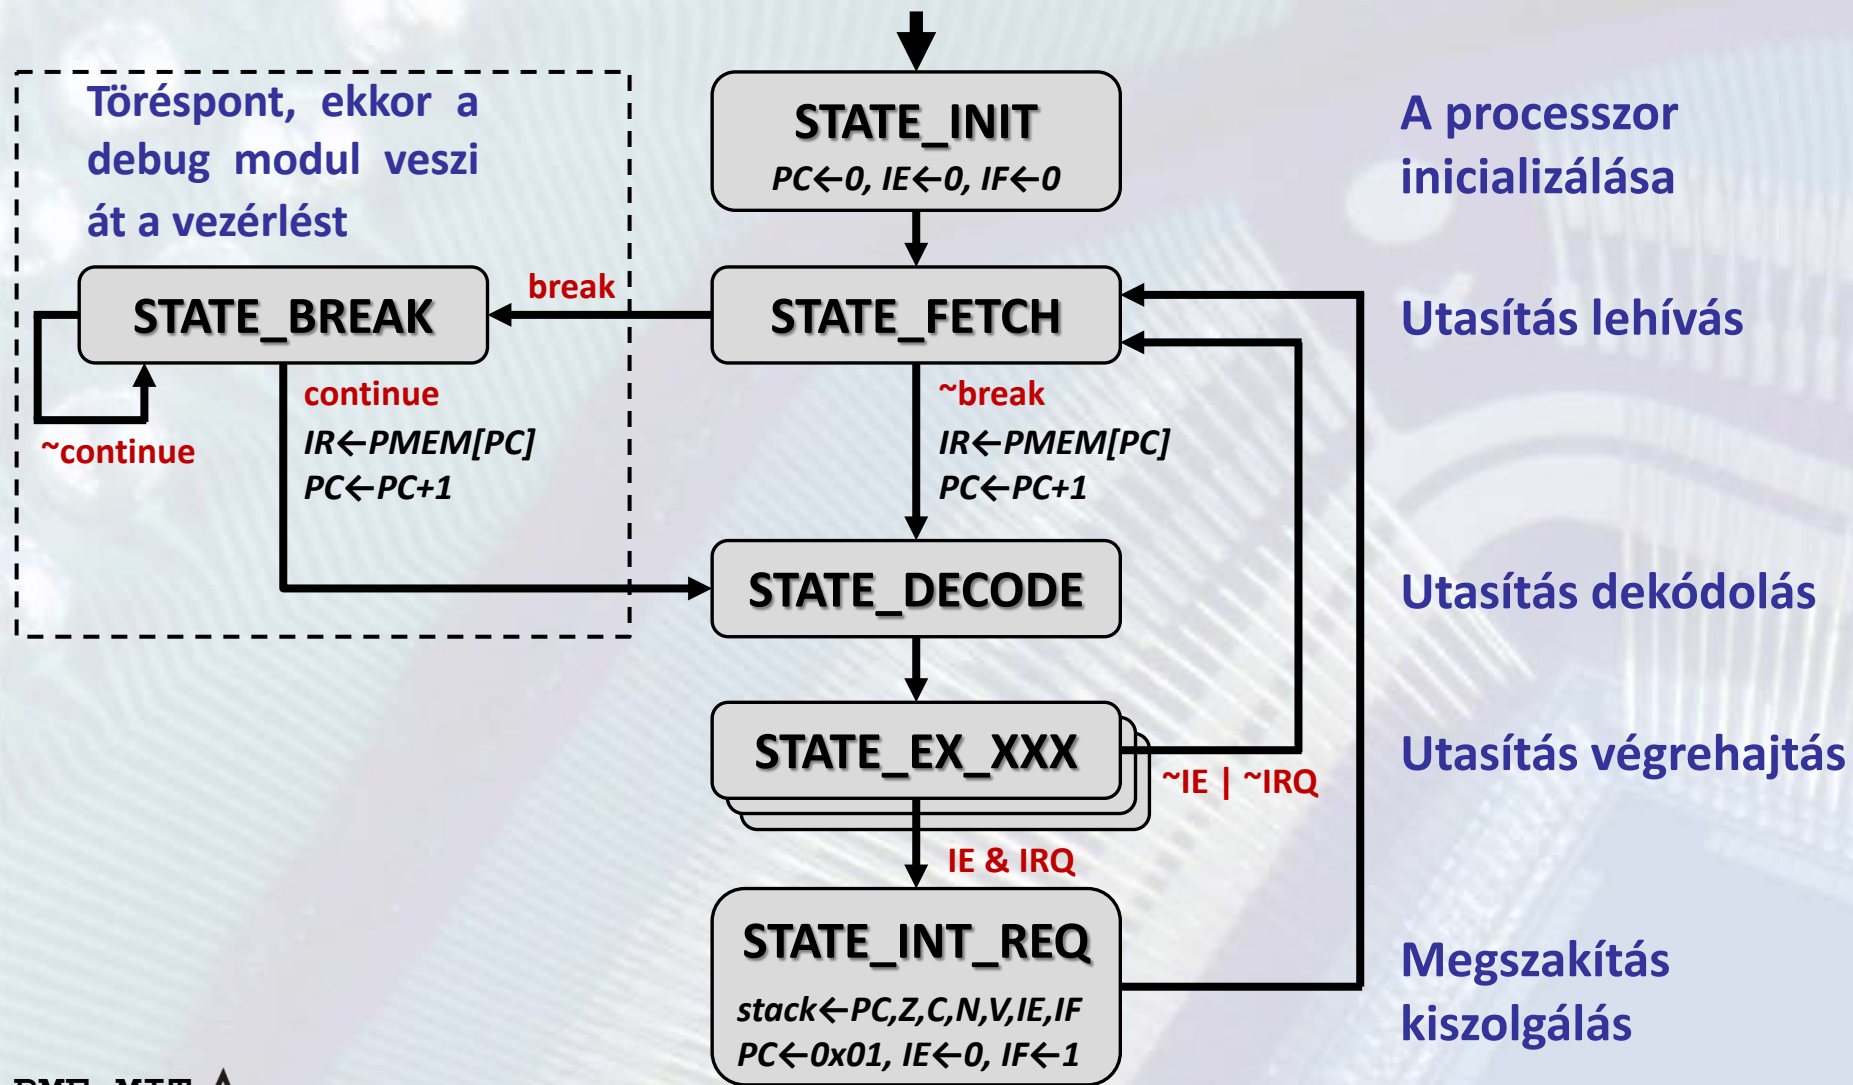 Töréspont, ekkor a
debug modul veszi
át a vezérlést
STATE_INIT
PC←0, IE←0, IF←0
A processzor
inicializálása
STATE_BREAK
break
STATE_FETCH
Utasítás lehívás
~continue
continue
IR←PMEM[PC]
PC←PC+1
~break
IR←PMEM[PC]
PC←PC+1
STATE_DECODE
Utasítás dekódolás
STATE_EX_XXX
~IE | ~IRQ
Utasítás végrehajtás
IE & IRQ
STATE_INT_REQ
stack←PC,Z,C,N,V,IE,IF
PC←0x01, IE←0, IF←1
Megszakítás
kiszolgálás